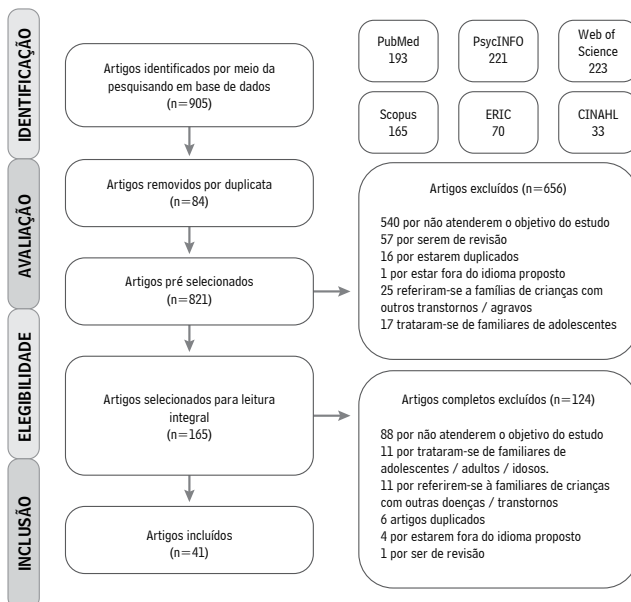 IDENTIFICAÇÃO
Artigos identificados por meio da
pesquisando em base de dados
(n=905)
PubMed
193
PsycINFO
221
Web of
Science
223
Scopus
165
ERIC
70
CINAHL
33
AVALIAÇÃO
Artigos removidos por duplicata
(n=84)
Artigos pré selecionados
(n=821)
Artigos excluídos (n=656)
540 por não atenderem o objetivo do estudo
57 por serem de revisão
16 por estarem duplicados
1 por estar fora do idioma proposto
25 referiram-se a famílias de crianças com
outros transtornos / agravos
17 trataram-se de familiares de adolescentes
ELEGIBILIDADE
Artigos selecionados para leitura
integral
(n=165)
Artigos completos excluídos (n=124)
88 por não atenderem o objetivo do estudo
11 por trataram-se de familiares de
adolescentes / adultos / idosos.
11 por referirem-se à familiares de crianças
com outras doenças / transtornos
6 artigos duplicados
4 por estarem fora do idioma proposto
1 por ser de revisão
INCLUSÃO
Artigos incluídos
(n=41)